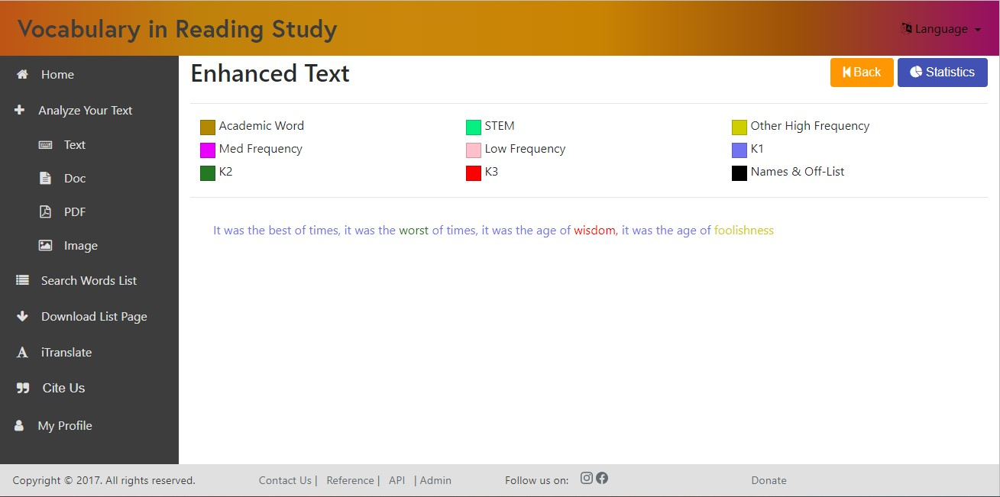 Vocabulary in Reading Study
Language
Home
Analyze Your Text
Text
Doc
PDF
Image
Search Words List
Download List Page
iTranslate
Cite Us
My Profile
Enhanced Text
Back
Statistics
Academic Word
STEM
Other High Frequency
Med Frequency
Low Frequency
K1
K2
K3
Names & Off-List
It was the best of times, it was the worst of times, it was the age of wisdom, it was the age of foolishness
Copyright © 2017. All rights reserved.
Contact Us | Reference | API | Admin
Follow us on:
Donate